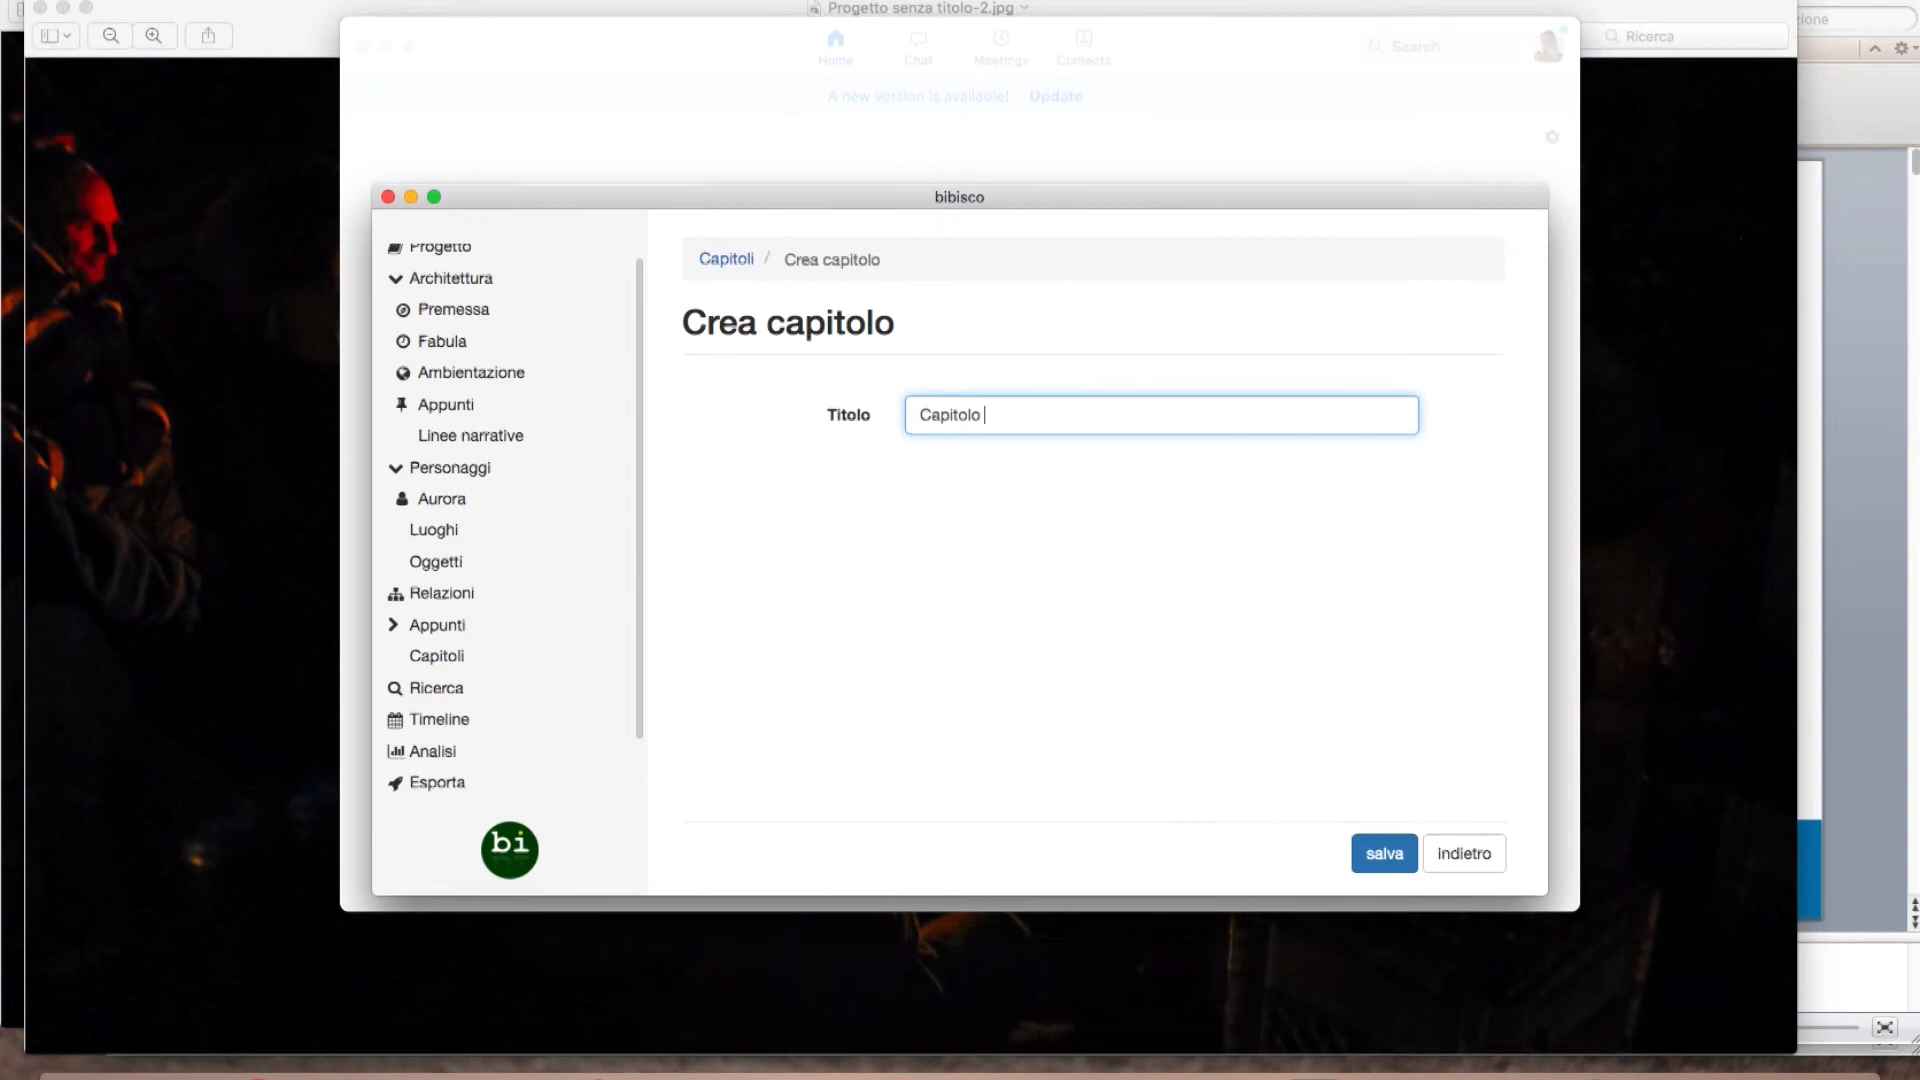 Progetto senza titolo-2.jpg
zione
Ricerca
Home
Chat
Meetings
Contacts
Search
A new version is available! Update
bibisco
Progetto
Architettura
Premessa
Fabula
Ambientazione
Appunti
Linee narrative
Personaggi
Aurora
Luoghi
Oggetti
Relazioni
Appunti
Capitoli
Ricerca
Timeline
Analisi
Esporta
bi
Capitoli / Crea capitolo
Crea capitolo
Titolo
Capitolo
salva
indietro